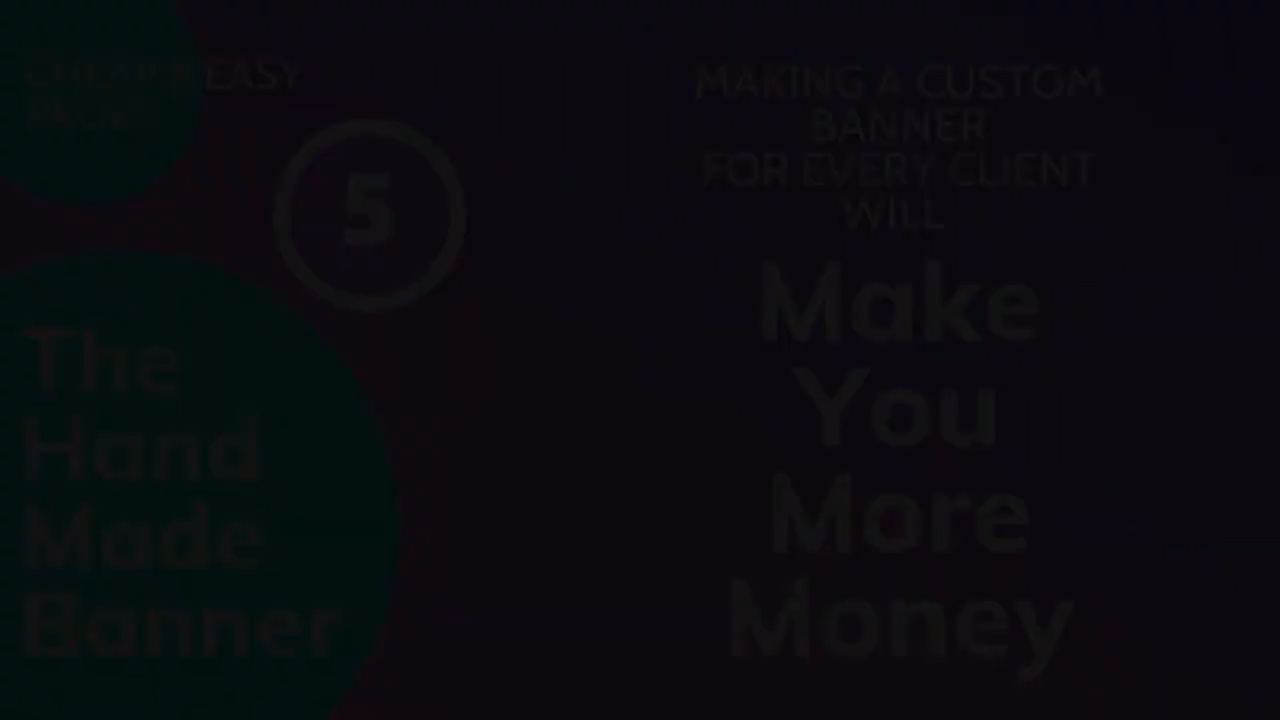 CHEAP & EASY
5
The
Hand
Made
Banner
MAKING A CUSTOM
BANNER
FOR EVERY CLIENT
WILL
Make
You
More
Money